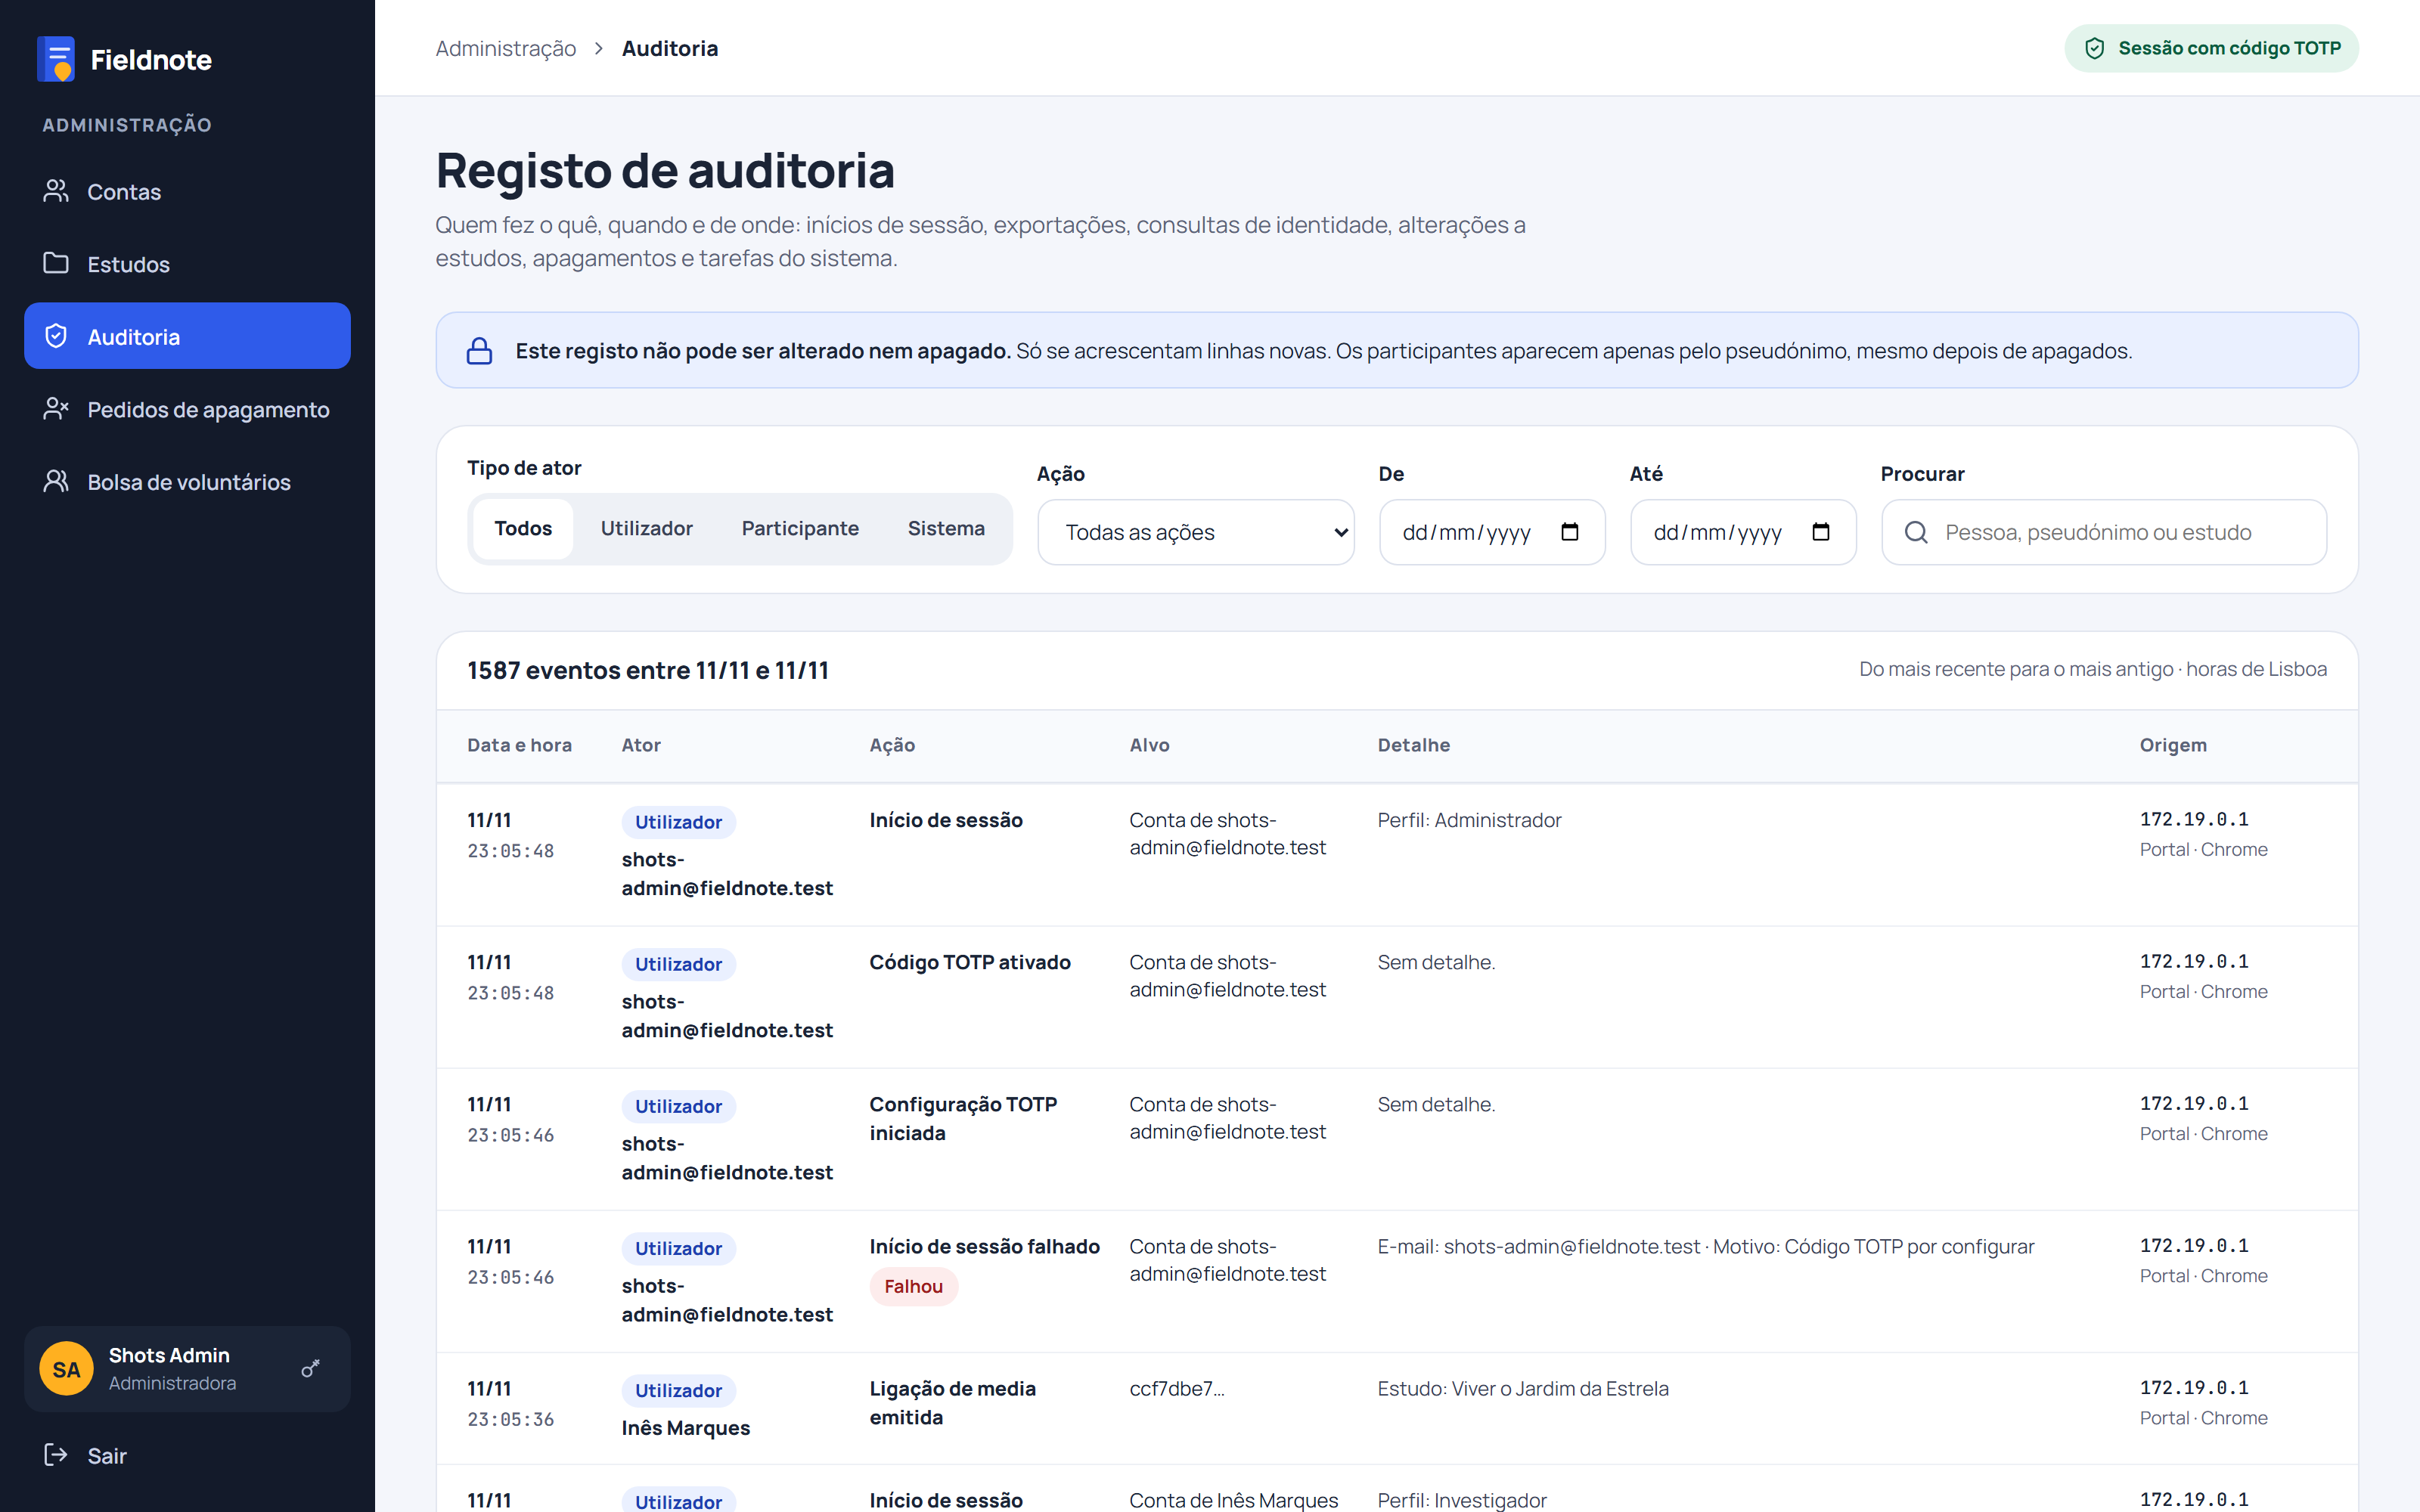 Fieldnote
ADMINISTRAÇÃO
Contas
Estudos
Auditoria
Pedidos de apagamento
Bolsa de voluntários
SA
Shots Admin
Administradora
Sair
Administração > Auditoria
Sessão com código TOTP
Registo de auditoria
Quem fez o quê, quando e de onde: inícios de sessão, exportações, consultas de identidade, alterações a
estudos, apagamentos e tarefas do sistema.
Este registo não pode ser alterado nem apagado. Só se acrescentam linhas novas. Os participantes aparecem apenas pelo pseudónimo, mesmo depois de apagados.
Tipo de ator
Todos Utilizador Participante Sistema
Ação
Todas as ações
De
dd/mm/yyyy
Até
dd/mm/yyyy
Procurar
Pessoa, pseudónimo ou estudo
1587 eventos entre 11/11 e 11/11
Do mais recente para o mais antigo · horas de Lisboa
Data e hora Ator Ação Alvo Detalhe Origem
11/11
23:05:48
Utilizador
shots-
admin@fieldnote.test
Início de sessão
Conta de shots-
admin@fieldnote.test
Perfil: Administrador
172.19.0.1
Portal · Chrome
11/11
23:05:48
Utilizador
shots-
admin@fieldnote.test
Código TOTP ativado
Conta de shots-
admin@fieldnote.test
Sem detalhe.
172.19.0.1
Portal · Chrome
11/11
23:05:46
Utilizador
shots-
admin@fieldnote.test
Configuração TOTP
iniciada
Conta de shots-
admin@fieldnote.test
Sem detalhe.
172.19.0.1
Portal · Chrome
11/11
23:05:46
Utilizador
shots-
admin@fieldnote.test
Início de sessão falhado
Falhou
Conta de shots-
admin@fieldnote.test
E-mail: shots-admin@fieldnote.test · Motivo: Código TOTP por configurar
172.19.0.1
Portal · Chrome
11/11
23:05:36
Utilizador
Inês Marques
Ligação de media
emitida
ccf7dbe7...
Estudo: Viver o Jardim da Estrela
172.19.0.1
Portal · Chrome
11/11
Utilizador
Início de sessão
Conta de Inês Marques
Perfil: Investigador
172.19.0.1